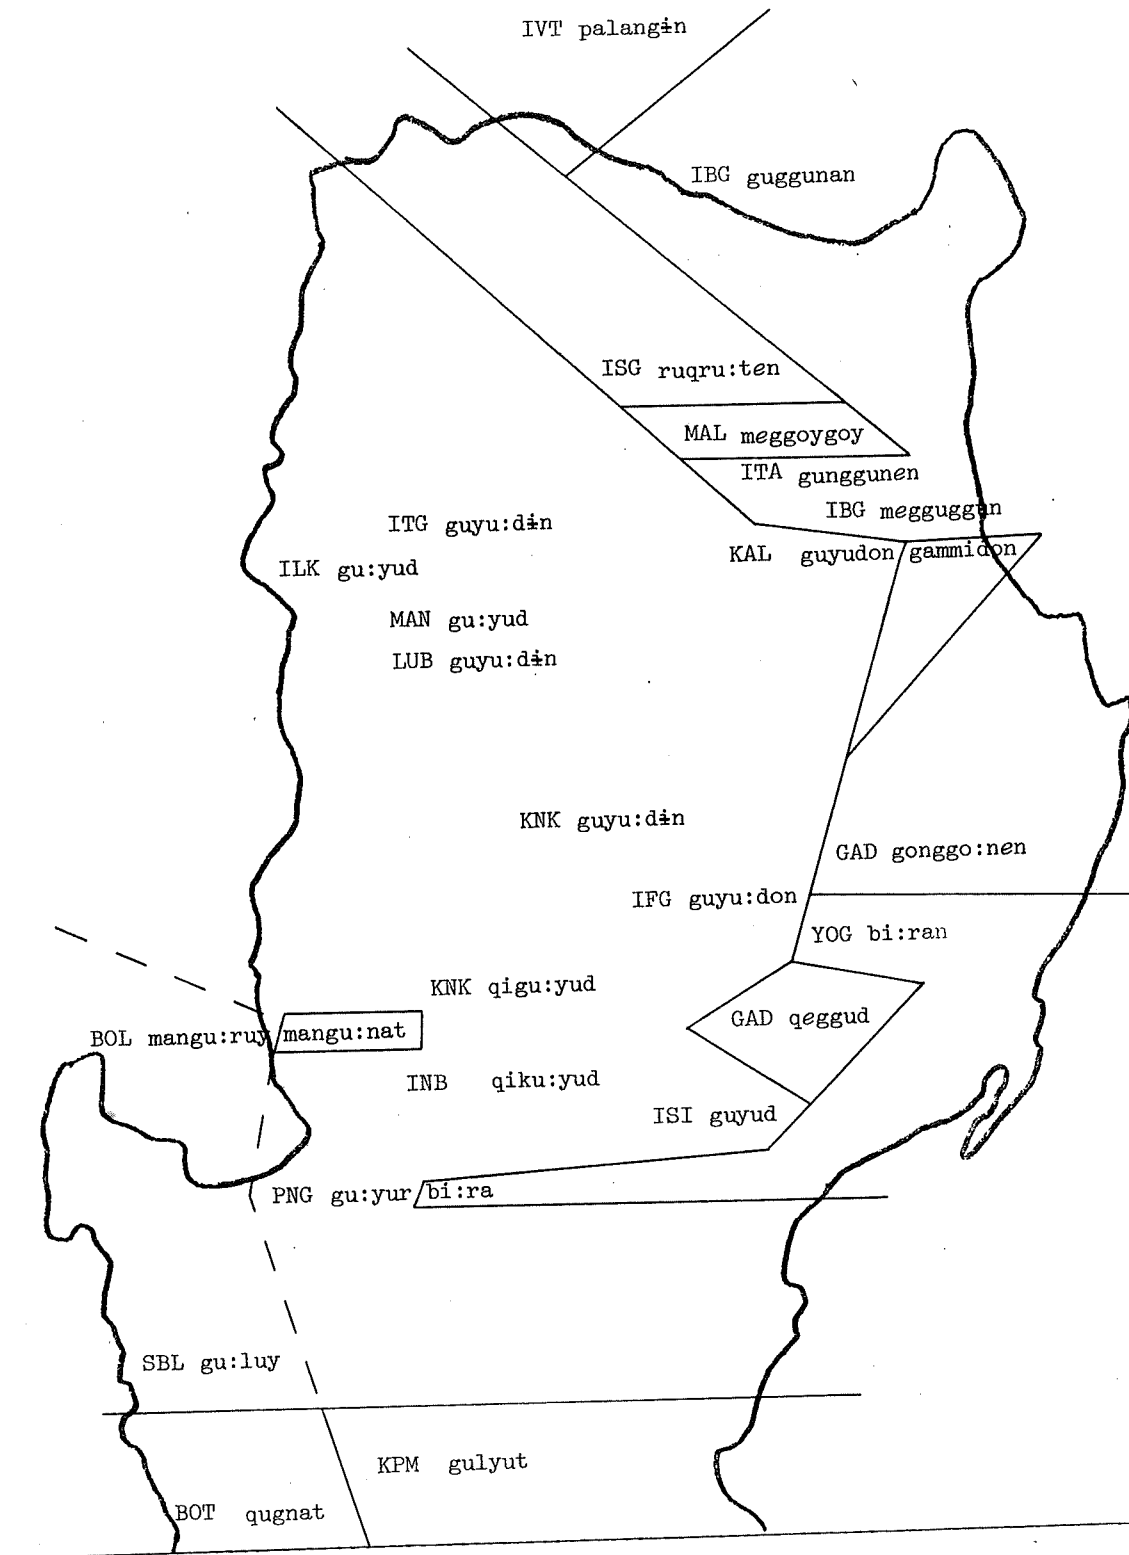 IVT palangɨn
IBG guggunan
ISG ruqru:ten
MAL meggoygoy
ITA gunggunen
IBG megguggun
ITG guyu:dɨn
KAL guyudon/gammidon
ILK gu:yud
MAN gu:yud
LUB guyu:dɨn
KNK guyu:dɨn
GAD gonggo:nen
IFG guyu:don
YOG bi:ran
KNK qigu:yud
GAD qeggud
BOL mangu:ruy/mangu:nat
INB qiku:yud
ISI guyud
PNG gu:yur/bi:ra
SBL gu:luy
KPM gulyut
BOT qugnat